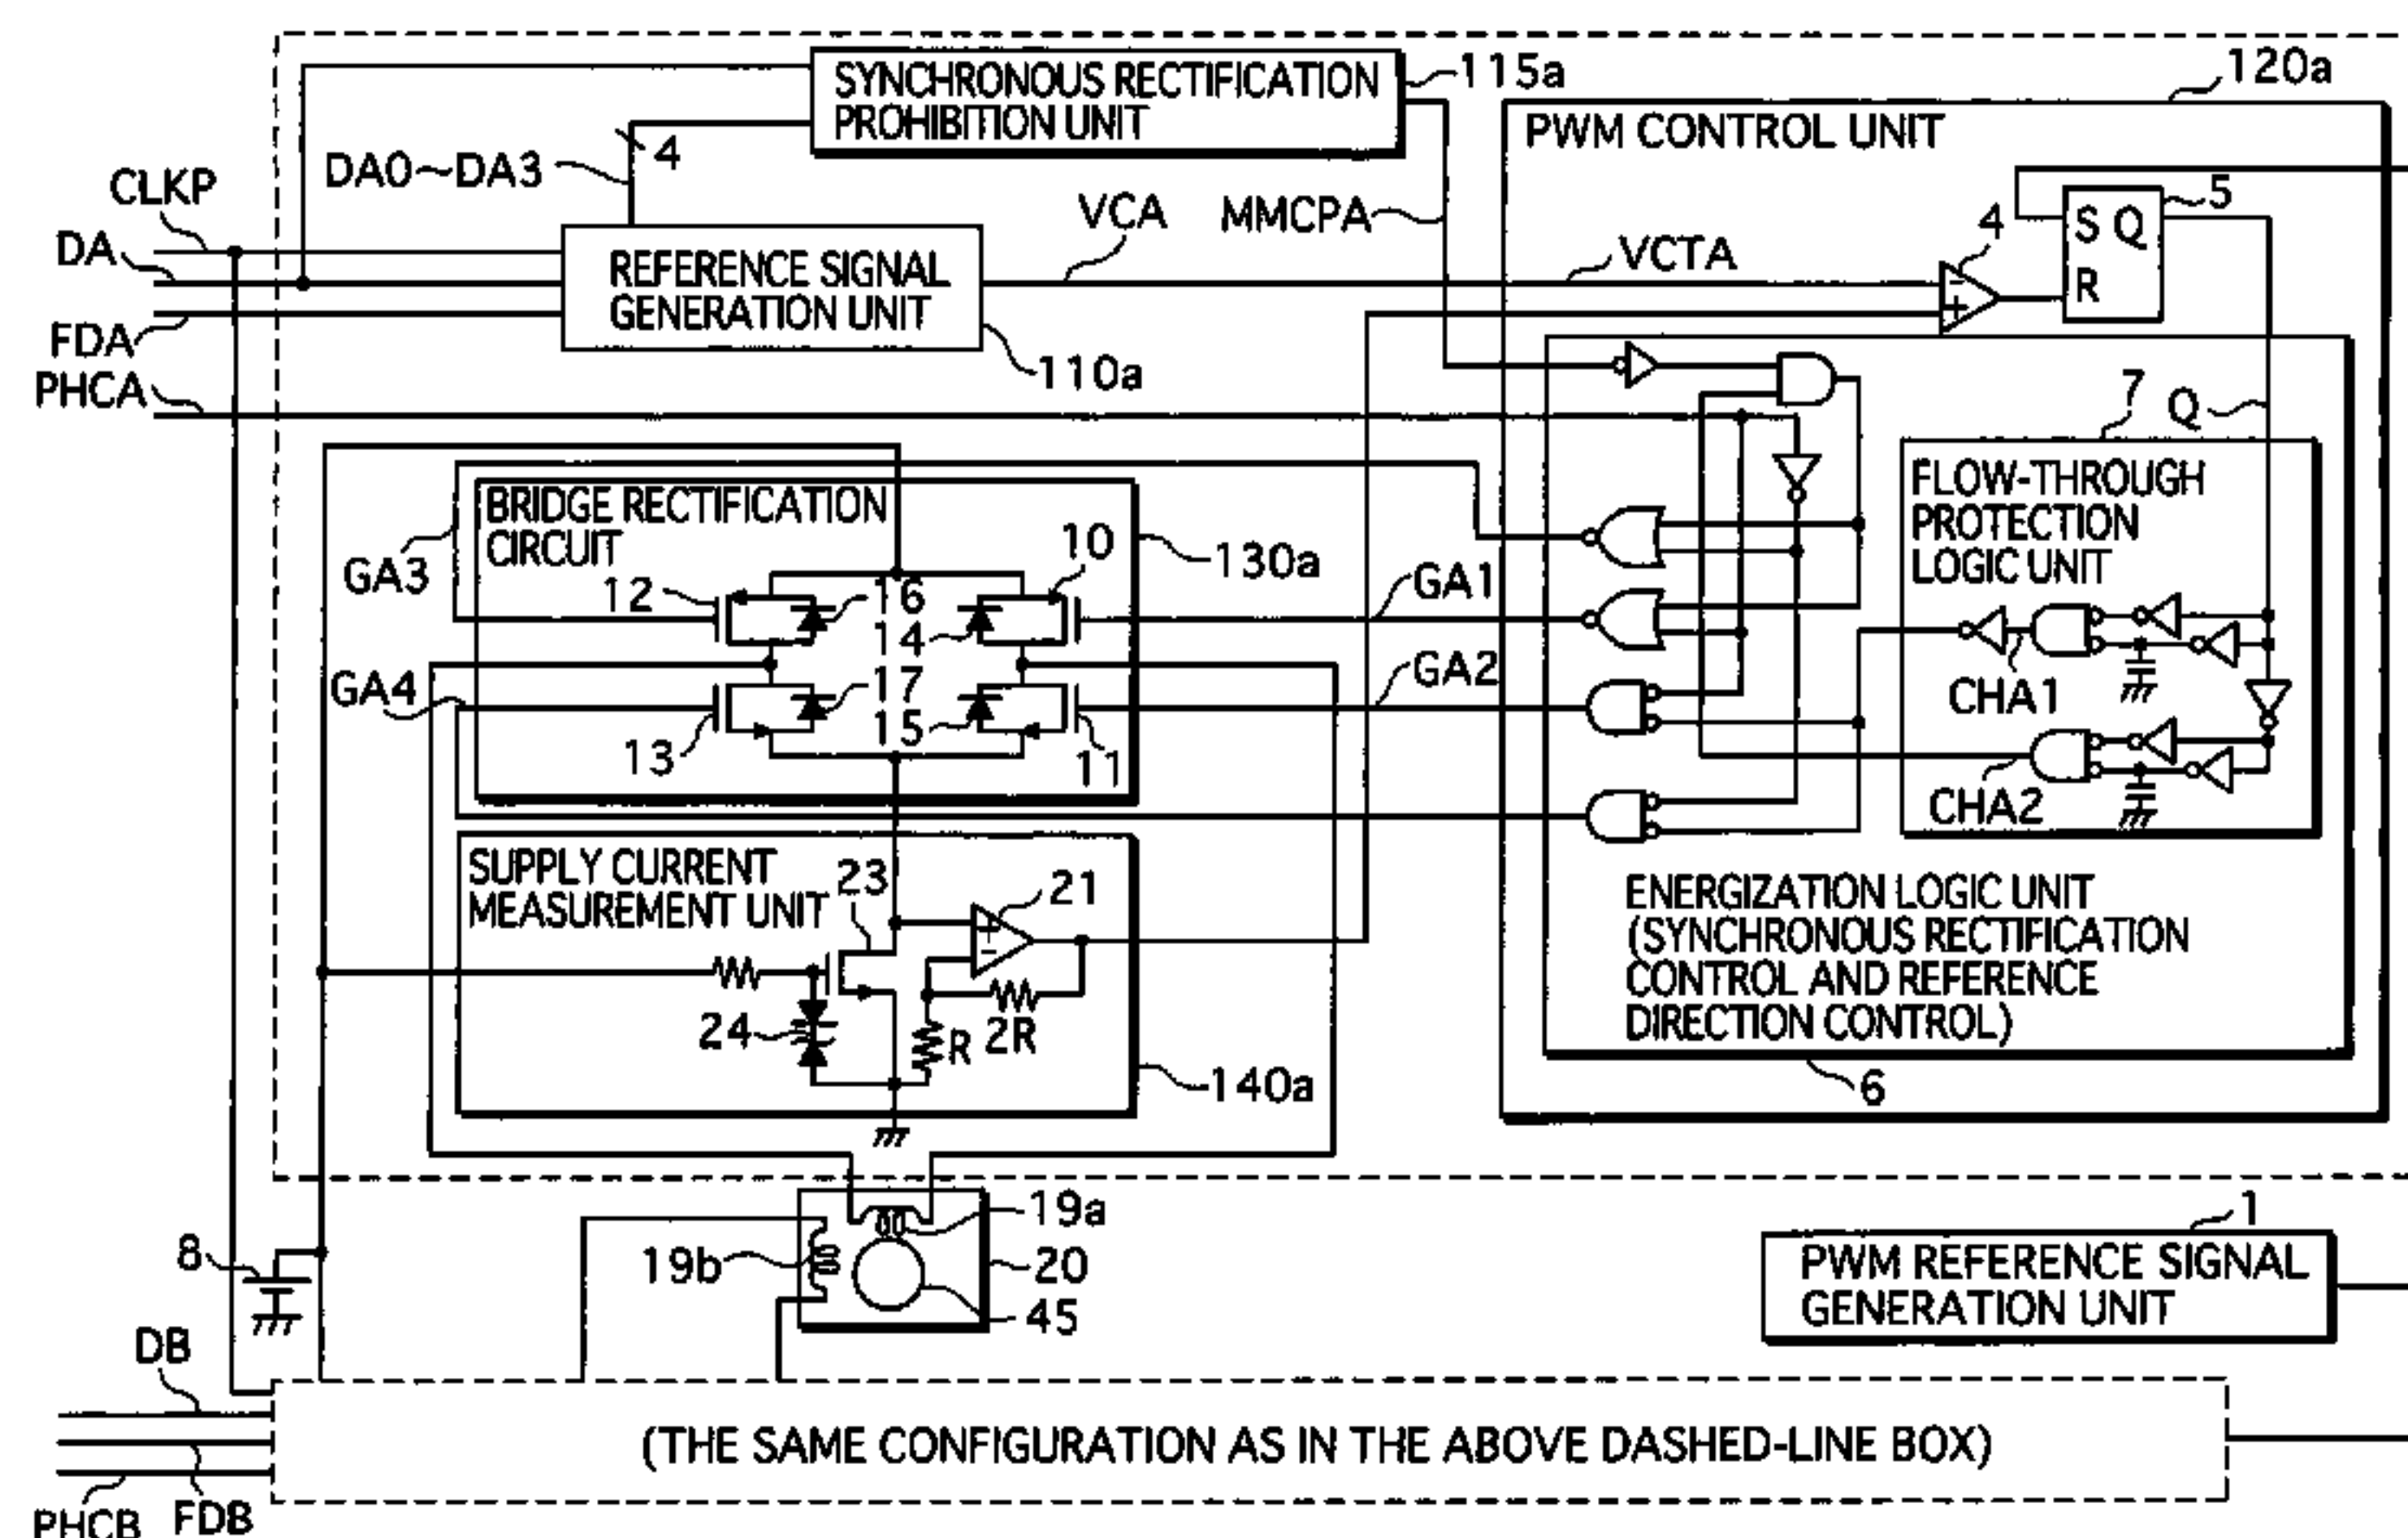 SYNCHRONOUS RECTIFICATION
PROHIBITION UNIT
115a
120a
PWM CONTROL UNIT
4
DA0~DA3
CLKP
DA
FDA
PHCA
REFERENCE SIGNAL
GENERATION UNIT
110a
VCA
MMCPA
VCTA
4
5
S Q
R
-
+
7
Q
FLOW-THROUGH
PROTECTION
LOGIC UNIT
CHA1
CHA2
BRIDGE RECTIFICATION
CIRCUIT
130a
GA3
GA4
GA1
GA2
12
16
10
14
17
15
13
11
SUPPLY CURRENT
MEASUREMENT UNIT
23
21
+
-
24
R
2R
140a
ENERGIZATION LOGIC UNIT
(SYNCHRONOUS RECTIFICATION
CONTROL AND REFERENCE
DIRECTION CONTROL)
6
19a
19b
20
45
8
1
PWM REFERENCE SIGNAL
GENERATION UNIT
DB
(THE SAME CONFIGURATION AS IN THE ABOVE DASHED-LINE BOX)
PHCB
FDB